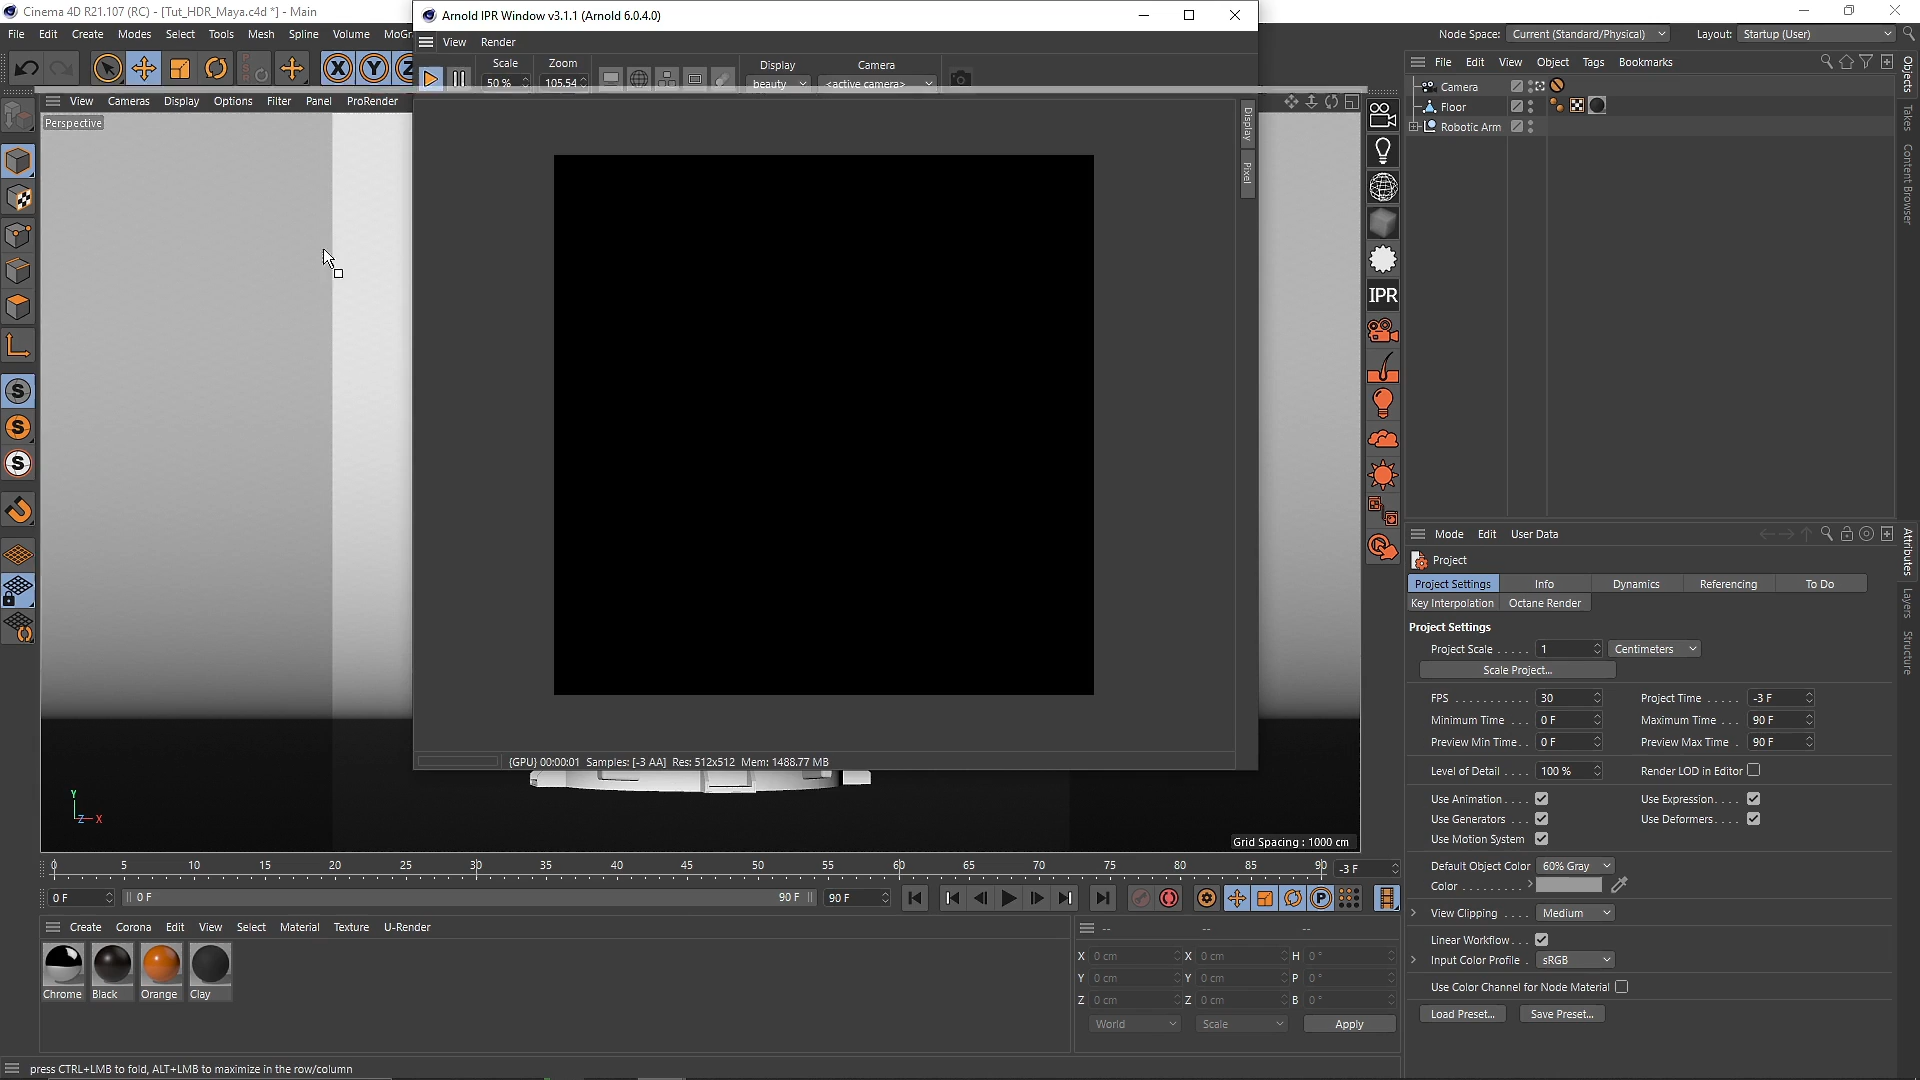 Cinema 4D R21.107 (RC) - [Tut_HDR_Maya.c4d *] - Main
Arnold IPR Window v3.1.1 (Arnold 6.0.4.0)
File Edit Create Modes Select Tools Mesh Spline Volume MoGr
View Render
Node Space: Current (Standard/Physical) Layout: Startup (User)
Scale Zoom Display Camera
50 % 105.54 beauty <active camera>
X Y Z
File Edit View Object Tags Bookmarks
View Cameras Display Options Filter Panel ProRender
Perspective
Camera
Floor
Robotic Arm
Display
Pixel
Objects
Takes
Content Browser
IPR
S
S
S
Mode Edit User Data
Project
Project Settings Info Dynamics Referencing To Do
Key Interpolation Octane Render
Attributes
Layers
Structure
Project Settings
Project Scale . . . . . 1 Centimeters
Scale Project...
FPS . . . . . . . . . . . 30 Project Time . . . . . -3 F
Minimum Time . . . 0 F Maximum Time . . . 90 F
Preview Min Time . . 0 F Preview Max Time . 90 F
Level of Detail . . . . 100 % Render LOD in Editor
Use Animation . . . . Use Expression. . . .
Use Generators . . . Use Deformers. . . .
Use Motion System
Default Object Color 60% Gray
Color . . . . . . . . . .
View Clipping . . . . Medium
Linear Workflow. . .
Input Color Profile . sRGB
Use Color Channel for Node Material
Load Preset... Save Preset...
{GPU} 00:00:01 Samples: [-3 AA] Res: 512x512 Mem: 1488.77 MB
Y
Z X
Grid Spacing : 1000 cm
0 5 10 15 20 25 30 35 40 45 50 55 60 65 70 75 80 85 90 -3 F
0 F 0 F 90 F 90 F
P
Create Corona Edit View Select Material Texture U-Render
-- -- --
Chrome Black Orange Clay
X 0 cm X 0 cm H 0 °
Y 0 cm Y 0 cm P 0 °
Z 0 cm Z 0 cm B 0 °
World Scale Apply
press CTRL+LMB to fold, ALT+LMB to maximize in the row/column